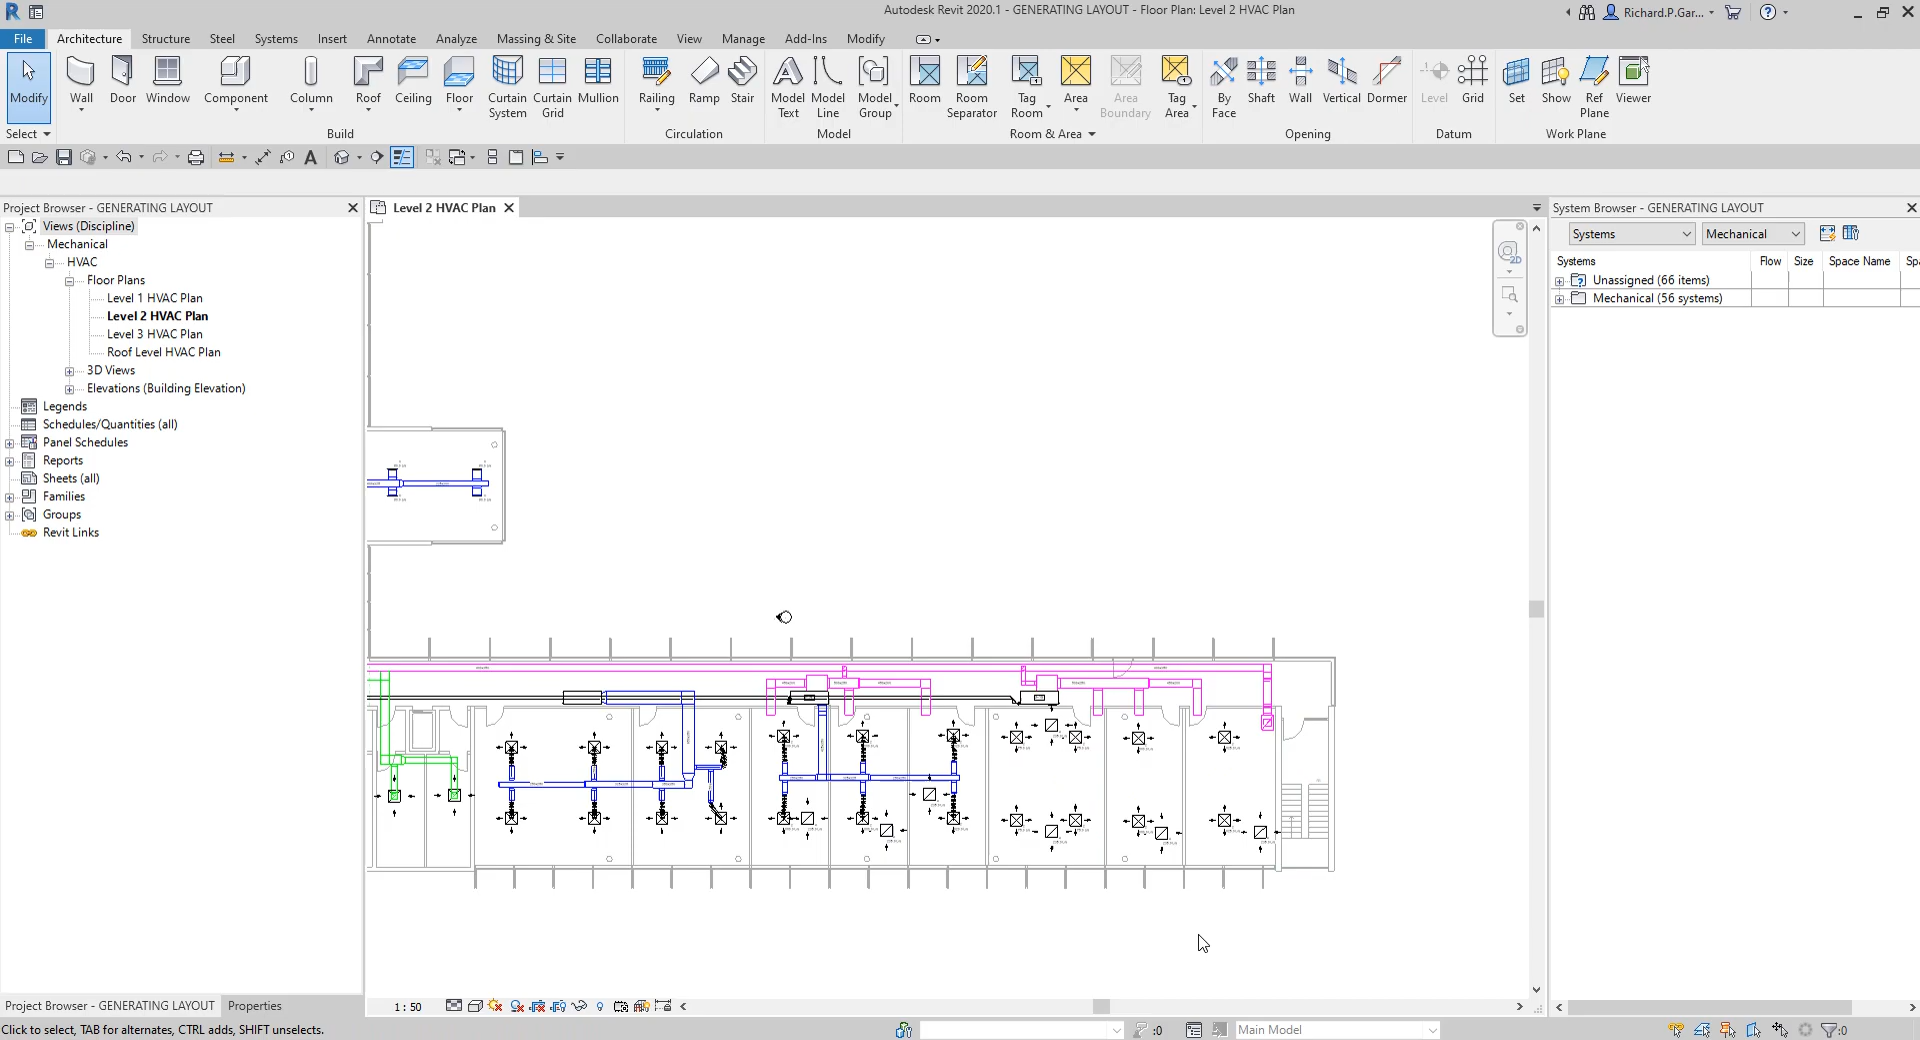 Autodesk Revit 2020.1 - GENERATING LAYOUT - Floor Plan: Level 2 HVAC Plan
Richard.P.Gar...
File Architecture Structure Steel Systems Insert Annotate Analyze Massing & Site Collaborate View Manage Add-Ins Modify
Modify Wall Door Window Component Column Roof Ceiling Floor Curtain System Curtain Grid Mullion Railing Ramp Stair Model Text Model Line Model Group Room Room Separator Tag Room Area Area Boundary Tag Area By Face Shaft Wall Vertical Dormer Level Grid Set Show Ref Plane Viewer
Select Build Circulation Model Room & Area Opening Datum Work Plane
Project Browser - GENERATING LAYOUT
Views (Discipline)
Mechanical
HVAC
Floor Plans
Level 1 HVAC Plan
Level 2 HVAC Plan
Level 3 HVAC Plan
Roof Level HVAC Plan
3D Views
Elevations (Building Elevation)
Legends
Schedules/Quantities (all)
Panel Schedules
Reports
Sheets (all)
Families
Groups
Revit Links
Level 2 HVAC Plan
2D
System Browser - GENERATING LAYOUT
Systems Mechanical
Systems Flow Size Space Name Spa
Unassigned (66 items)
Mechanical (56 systems)
Project Browser - GENERATING LAYOUT Properties
1 : 50
Click to select, TAB for alternates, CTRL adds, SHIFT unselects.
:0
Main Model
:0